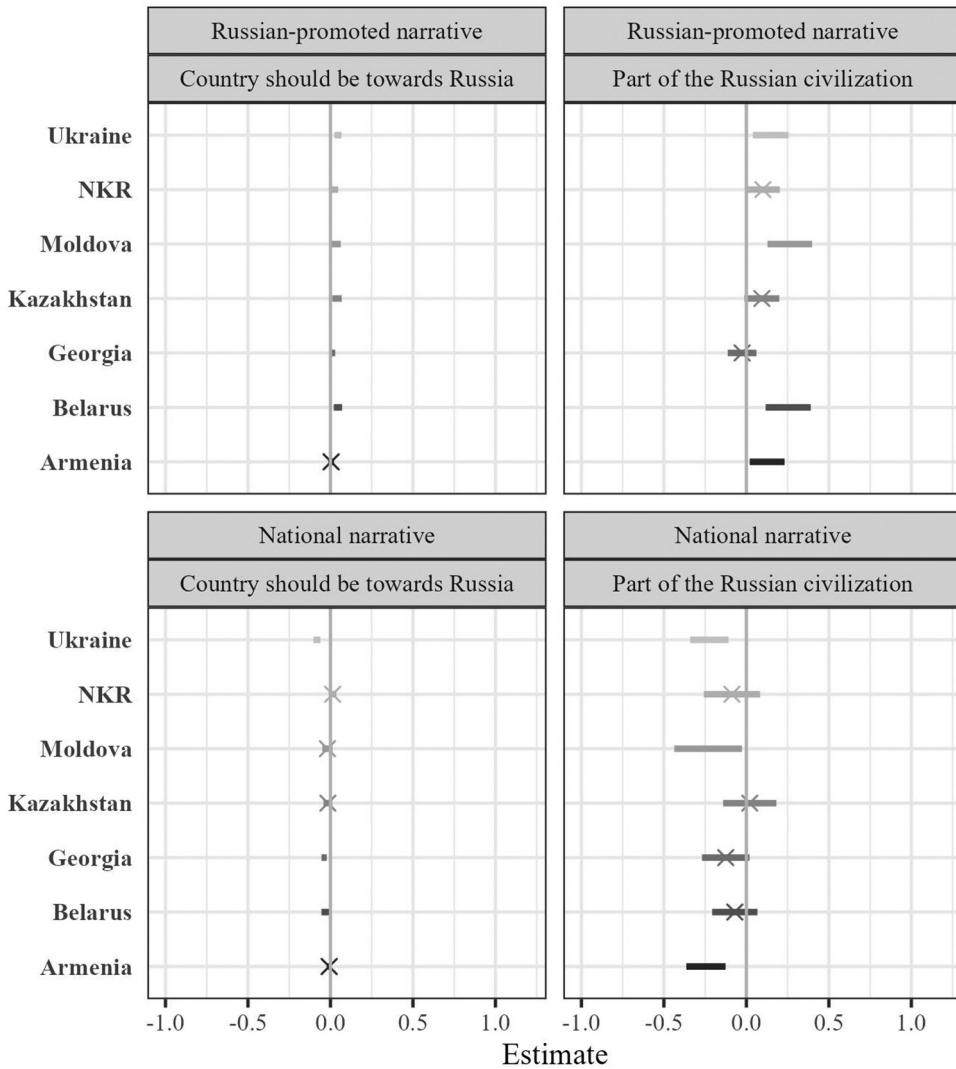 Russian-promoted narrative
Russian-promoted narrative
Country should be towards Russia
Part of the Russian civilization
Ukraine
NKR
Moldova
Kazakhstan
Georgia
Belarus
Armenia
National narrative
National narrative
Country should be towards Russia
Part of the Russian civilization
Ukraine
NKR
Moldova
Kazakhstan
Georgia
Belarus
Armenia
-1.0 -0.5 0.0 0.5 1.0
-1.0 -0.5 0.0 0.5 1.0
Estimate